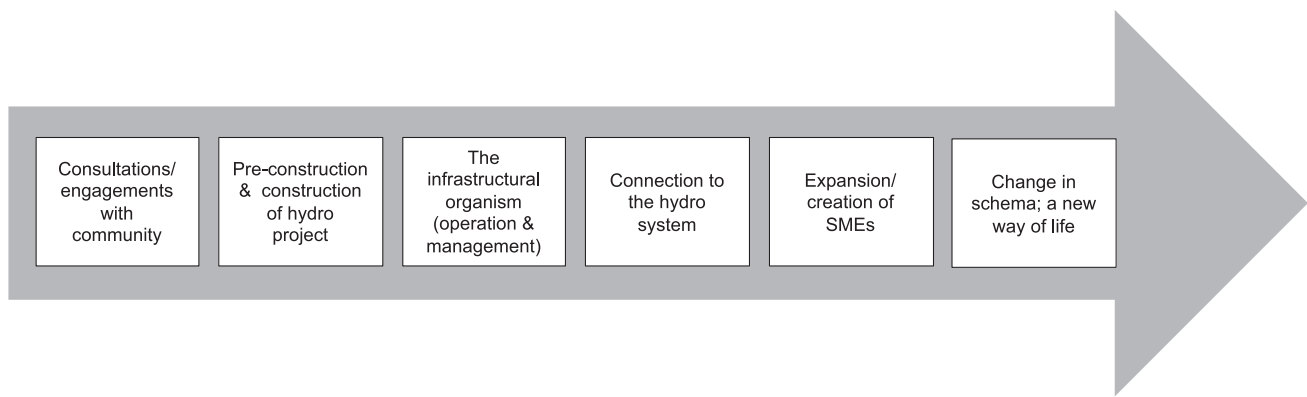 Consultations/
engagements
with
community
Pre-construction
& construction
of hydro
project
The
infrastructural
organism
(operation &
management)
Connection to
the hydro
system
Expansion/
creation of
SMEs
Change in
schema; a new
way of life